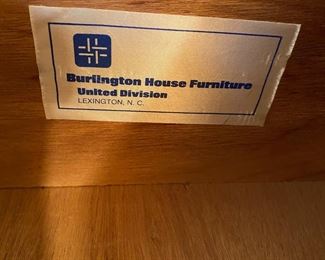 Burlington House Furniture
United Division
LEXINGTON, N. C.